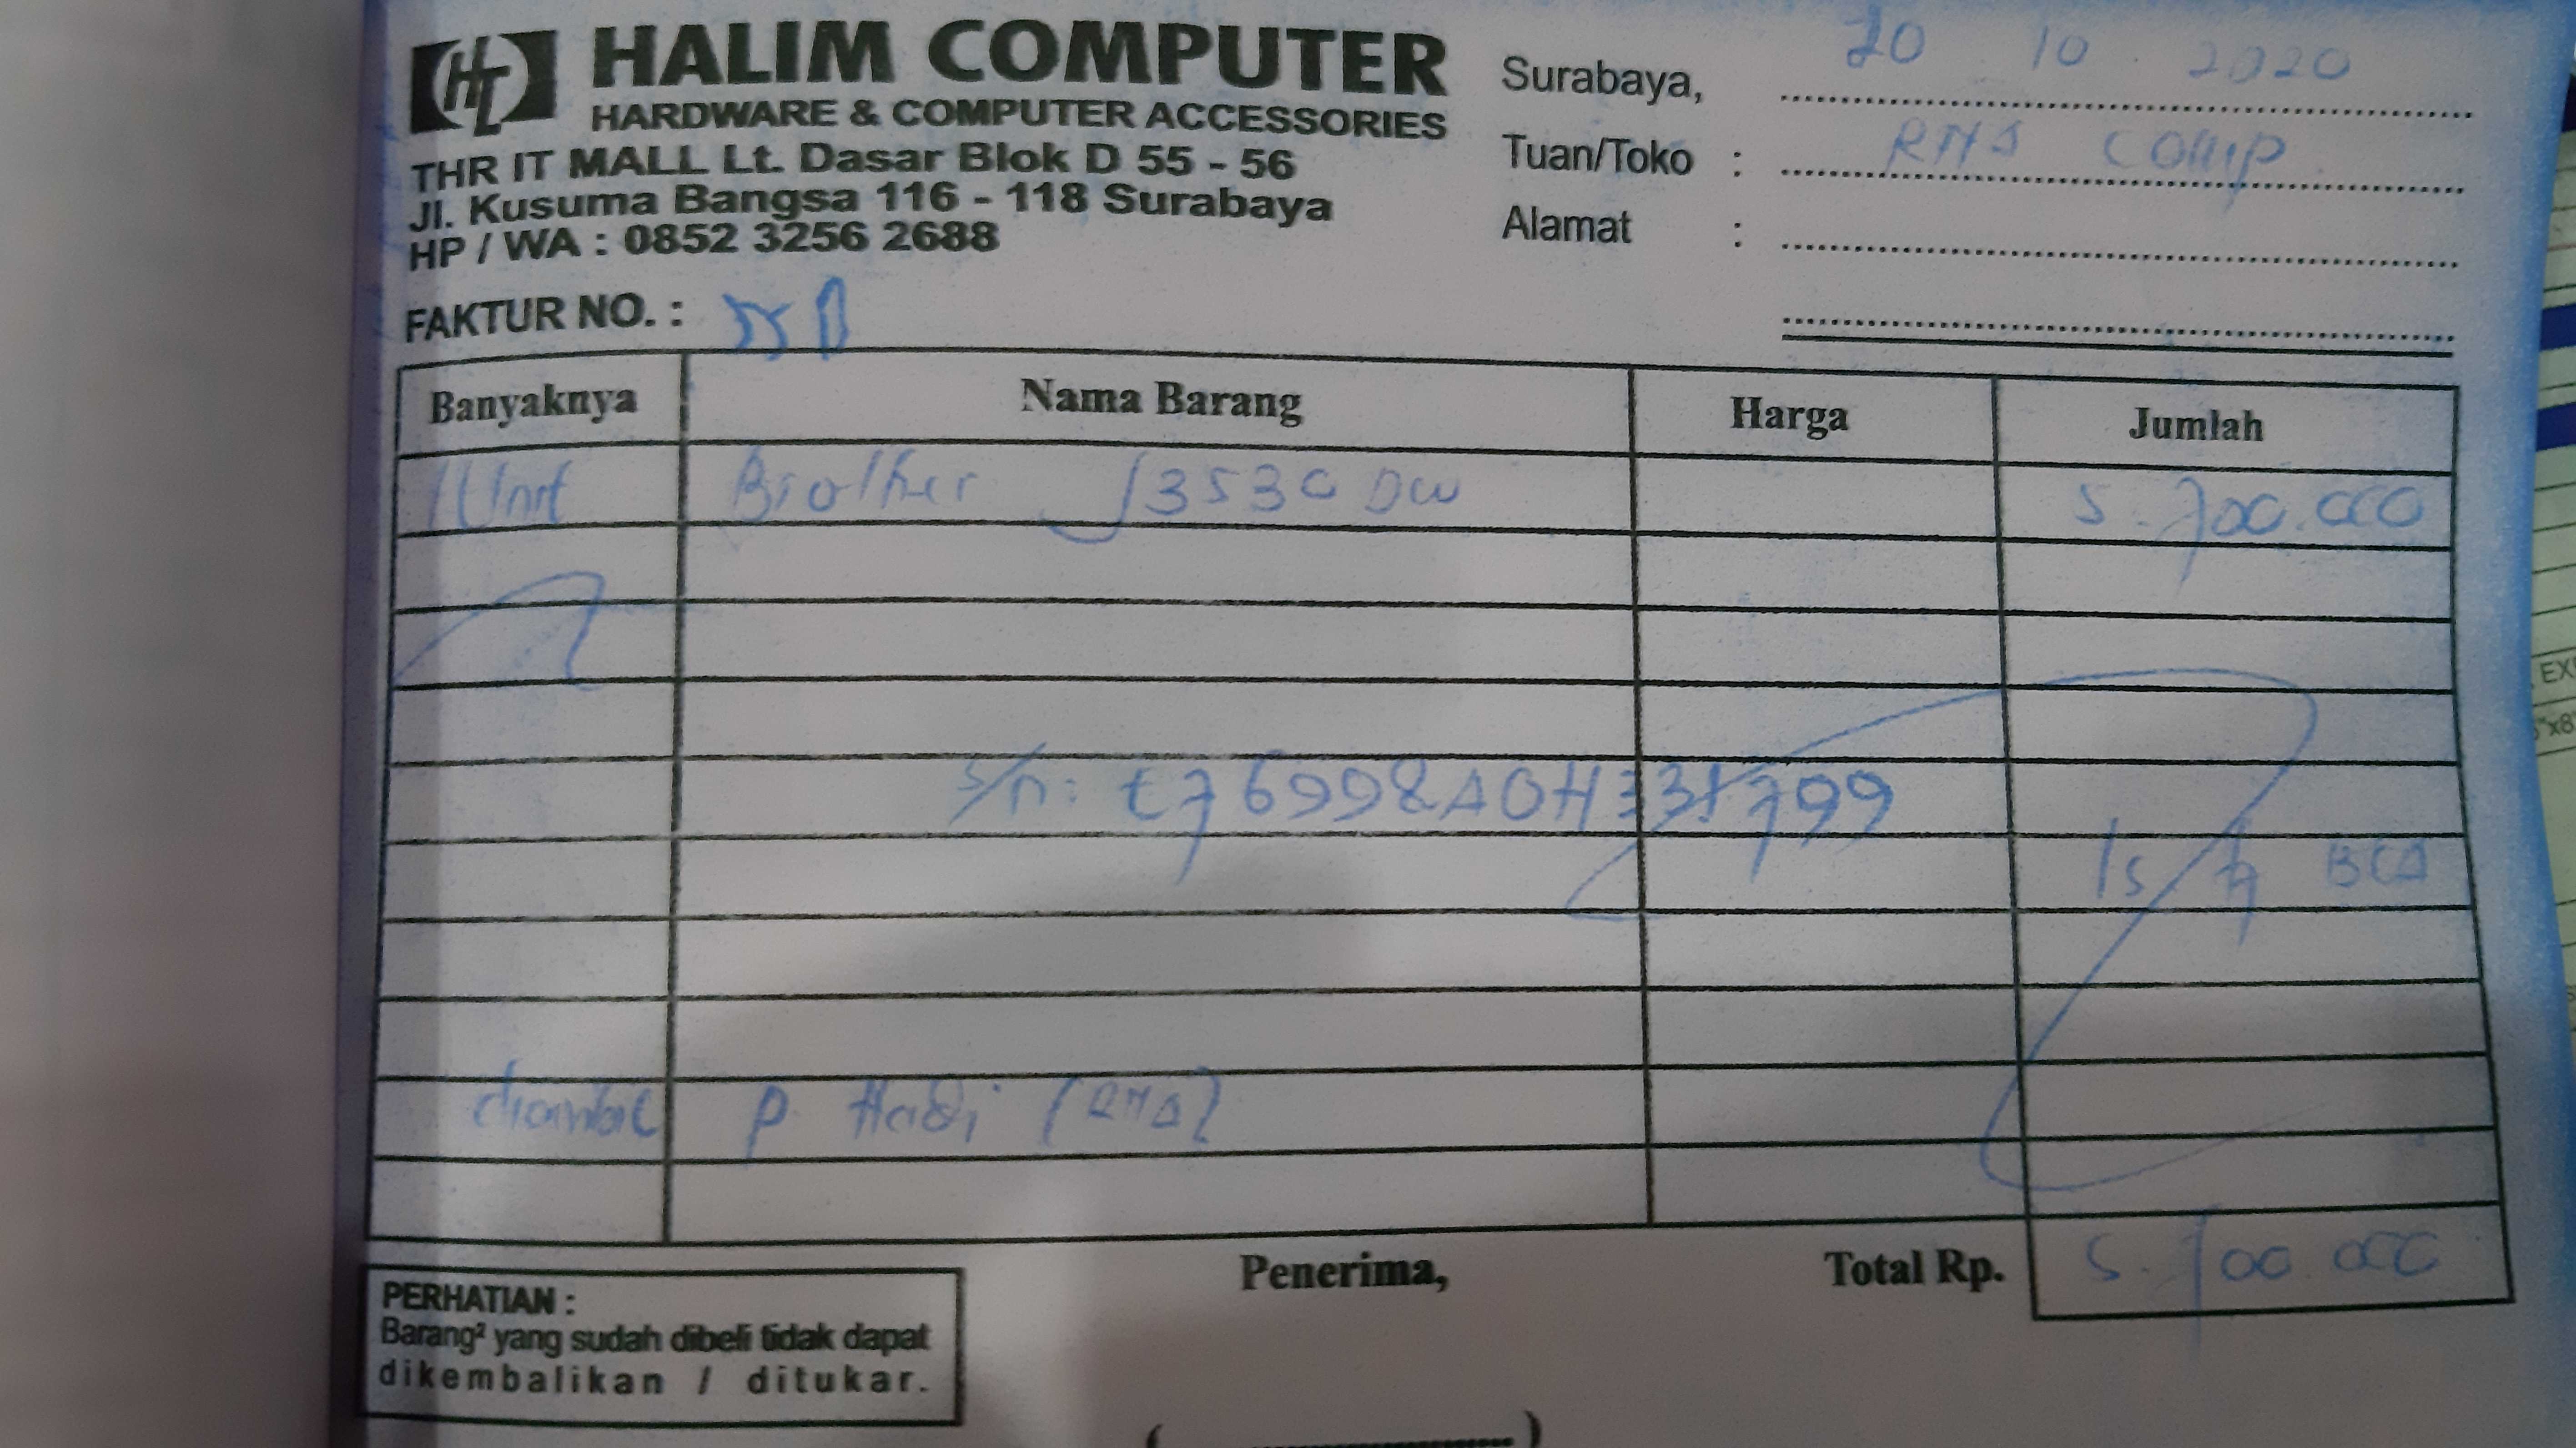 HL HALIM COMPUTER
HARDWARE & COMPUTER ACCESSORIES
THR IT MALL Lt. Dasar Blok D 55 - 56
Jl. Kusuma Bangsa 116 - 118 Surabaya
HP / WA : 0852 3256 2688
Surabaya, 20 10 . 2020
Tuan/Toko : COMP
Alamat :
FAKTUR NO. :
Banyaknya Nama Barang Harga Jumlah
1 Unit Brother J3530 DW 5.700.000
S/n: BCA
P. Hadi
Penerima, Total Rp. 5.700.000
PERHATIAN :
Barang² yang sudah dibeli tidak dapat
dikembalikan / ditukar.
( .................... )
EX
"x8